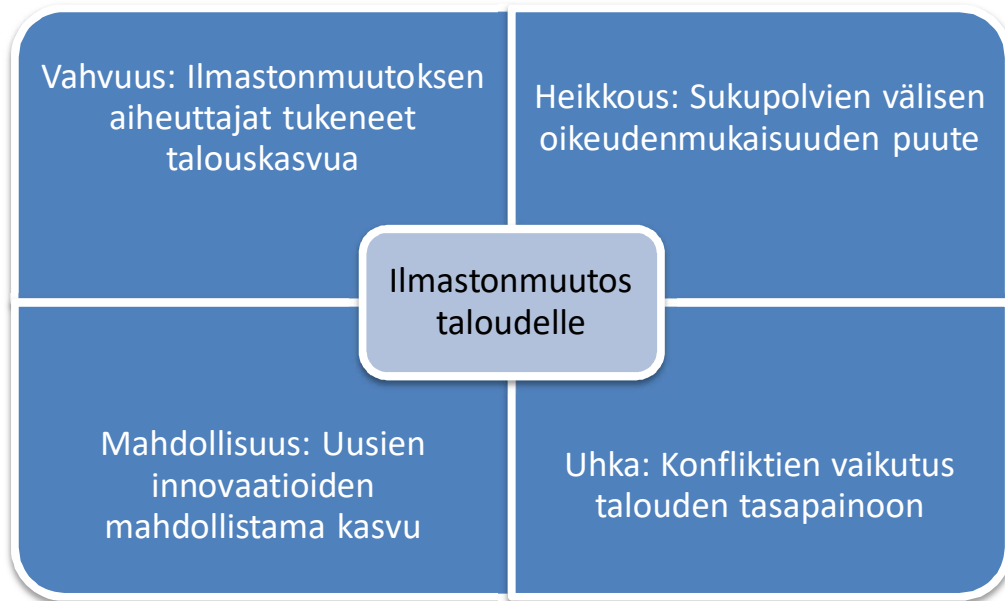 Vahvuus: Ilmastonmuutoksen
aiheuttajat tukeneet
talouskasvua
Heikkous: Sukupolvien välisen
oikeudenmukaisuuden puute
Ilmastonmuutos
taloudelle
Mahdollisuus: Uusien
innovaatioiden
mahdollistama kasvu
Uhka: Konfliktien vaikutus
talouden tasapainoon